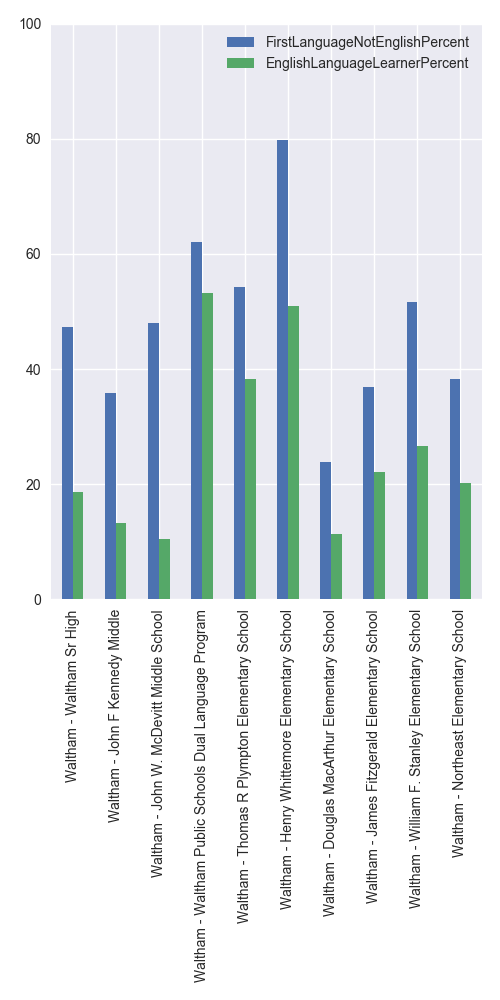 100
FirstLanguageNotEnglishPercent
EnglishLanguageLearnerPercent
80
60
40
20
0
Waltham - Waltham Sr High
Waltham - John F Kennedy Middle
Waltham - John W. McDevitt Middle School
Waltham - Waltham Public Schools Dual Language Program
Waltham - Thomas R Plympton Elementary School
Waltham - Henry Whittemore Elementary School
Waltham - Douglas MacArthur Elementary School
Waltham - James Fitzgerald Elementary School
Waltham - William F. Stanley Elementary School
Waltham - Northeast Elementary School